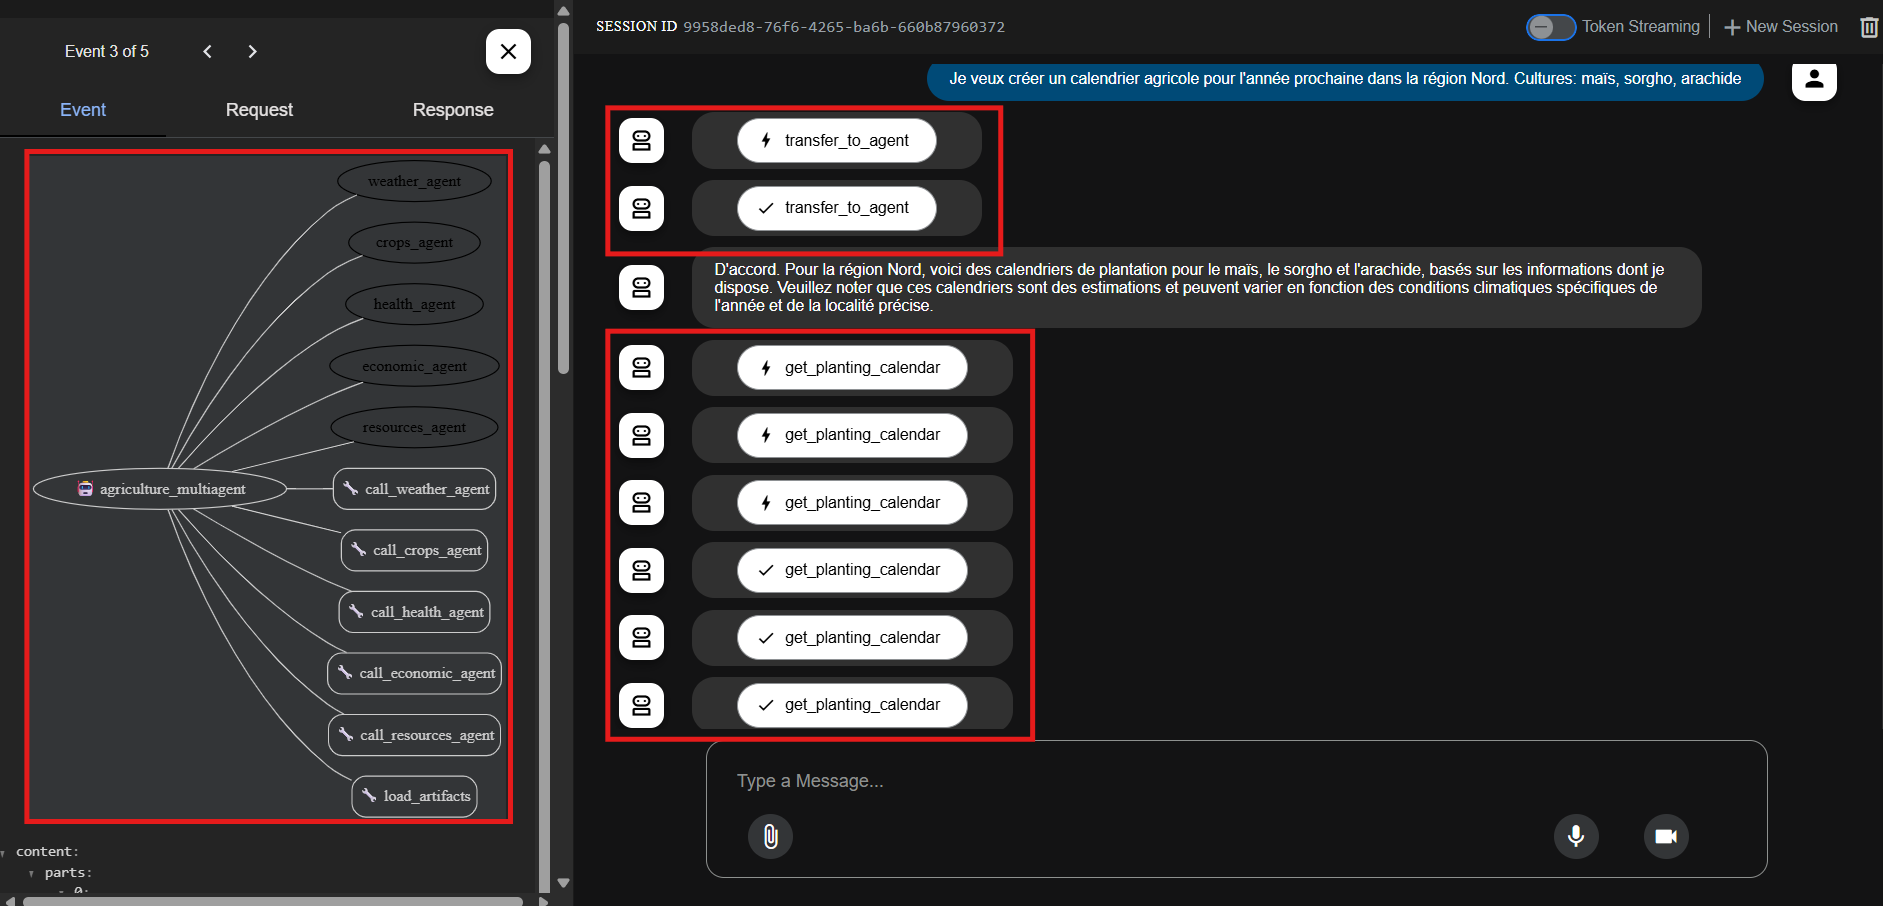 Event 3 of 5
Event
Request
Response
weather_agent
crops_agent
health_agent
economic_agent
resources_agent
agriculture_multiagent
call_weather_agent
call_crops_agent
call_health_agent
call_economic_agent
call_resources_agent
load_artifacts
content:
parts:
0:
SESSION ID 9958ded8-76f6-4265-ba6b-660b87960372
Token Streaming
New Session
Je veux créer un calendrier agricole pour l'année prochaine dans la région Nord. Cultures: maïs, sorgho, arachide
transfer_to_agent
transfer_to_agent
D'accord. Pour la région Nord, voici des calendriers de plantation pour le maïs, le sorgho et l'arachide, basés sur les informations dont je
dispose. Veuillez noter que ces calendriers sont des estimations et peuvent varier en fonction des conditions climatiques spécifiques de
l'année et de la localité précise.
get_planting_calendar
get_planting_calendar
get_planting_calendar
get_planting_calendar
get_planting_calendar
get_planting_calendar
Type a Message...